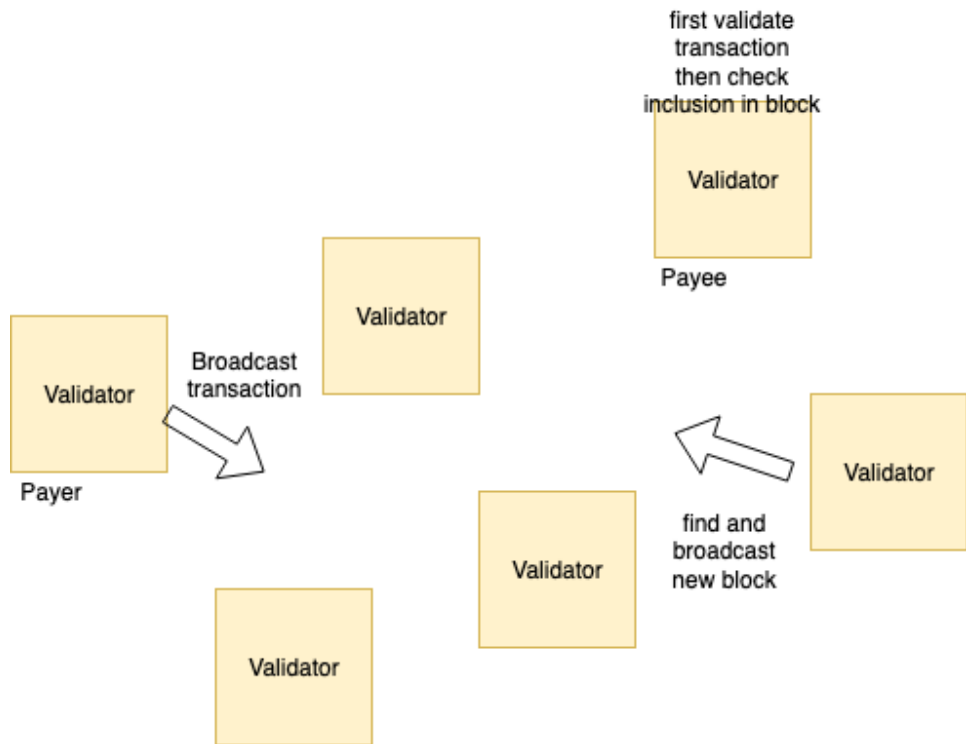 first validate
transaction
then check
inclusion in block
Validator
Payee
Validator
Broadcast
transaction
Validator
Payer
Validator
find and
broadcast
new block
Validator
Validator